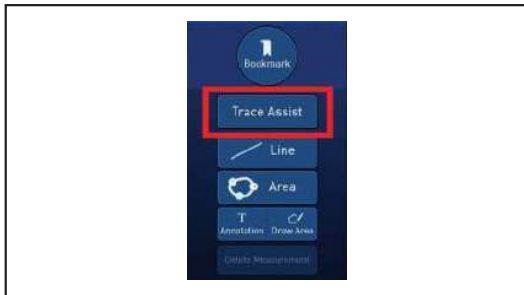 Bookmark
Trace Assist
Line
Area
Annotation Draw Area
Delete Measurement